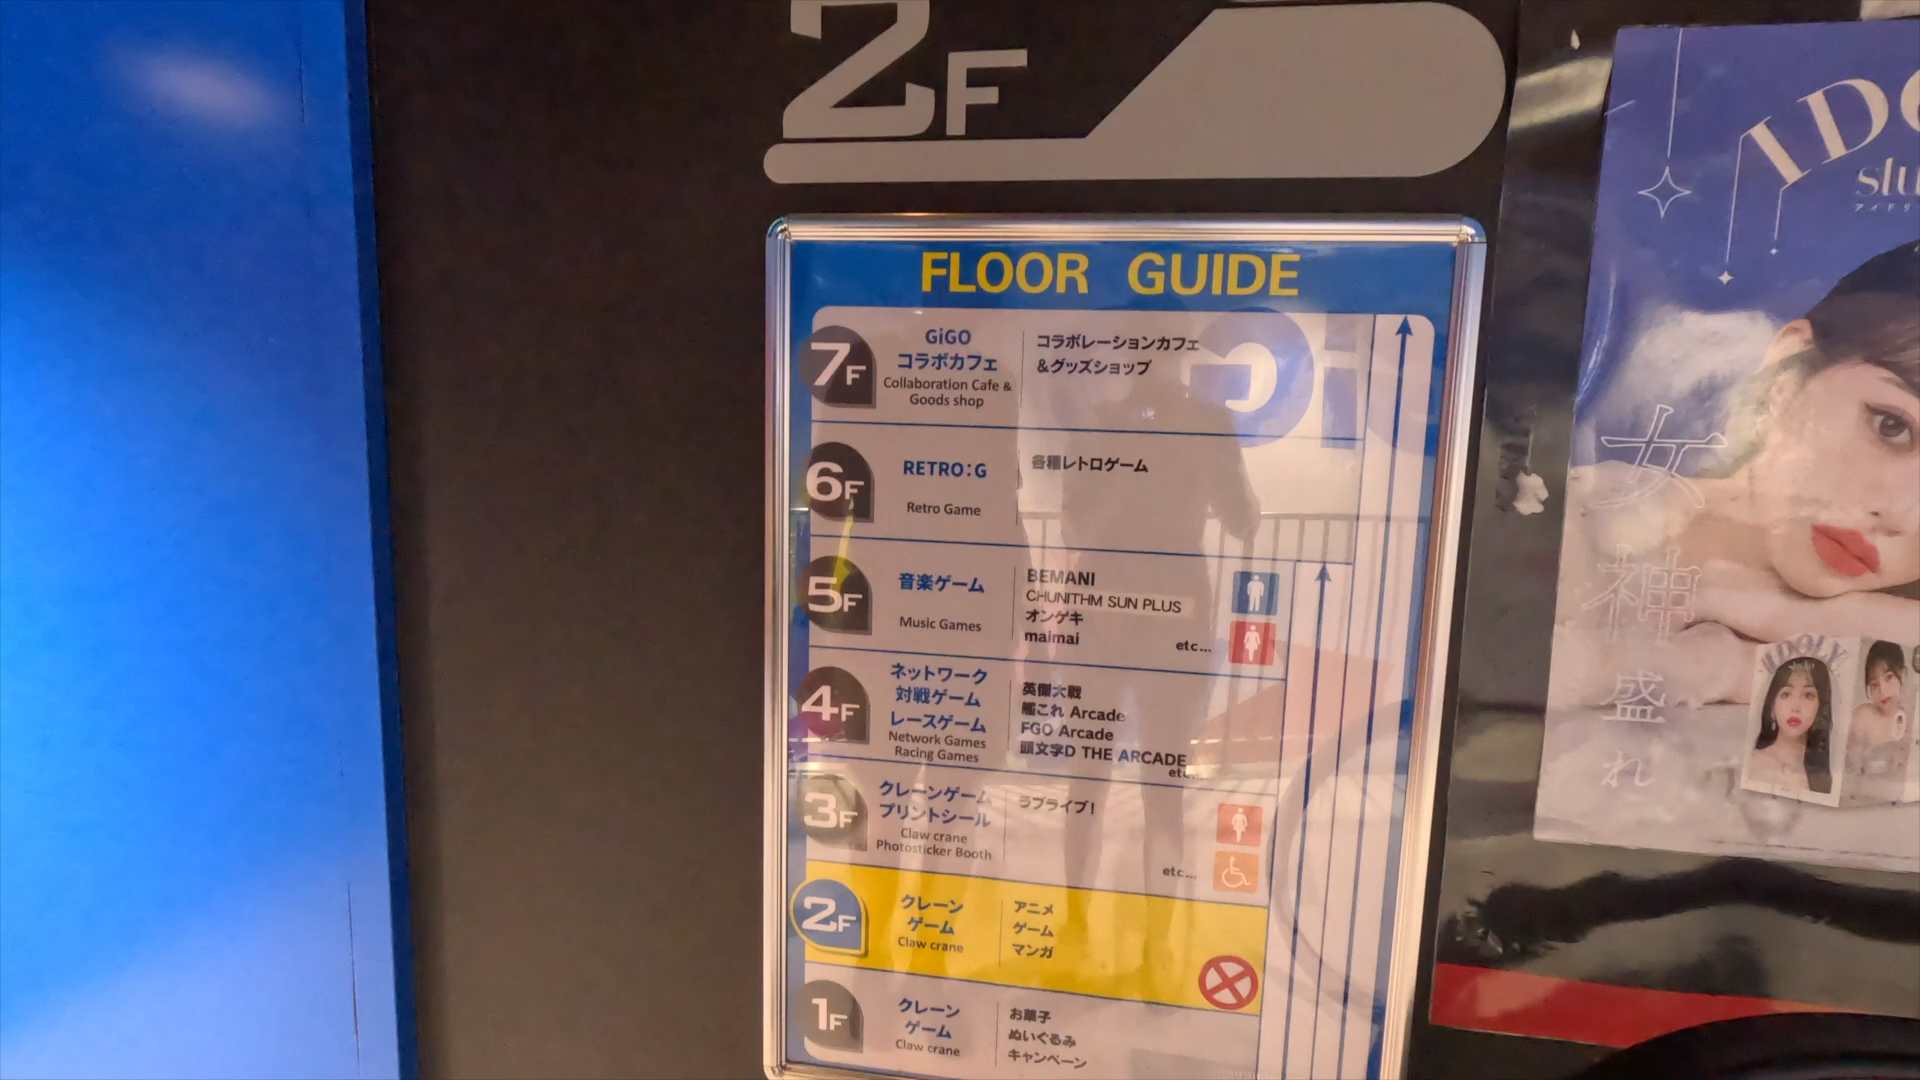 2F
FLOOR GUIDE
7F
GiGO
コラボカフェ
Collaboration Cafe &
Goods shop
コラボレーションカフェ
&グッズショップ
6F
RETRO:G
Retro Game
各種レトロゲーム
5F
音楽ゲーム
Music Games
BEMANI
CHUNITHM SUN PLUS
オンゲキ
maimai
etc...
4F
ネットワーク
対戦ゲーム
レースゲーム
Network Games
Racing Games
英傑大戦
艦これ Arcade
FGO Arcade
頭文字D THE ARCADE
etc...
3F
クレーンゲーム
プリントシール
Claw crane
Photosticker Booth
ラブライブ!
etc...
2F
クレーン
ゲーム
Claw crane
アニメ
ゲーム
マンガ
1F
クレーン
ゲーム
Claw crane
お菓子
ぬいぐるみ
キャンペーン
女神盛れ
IDOLY